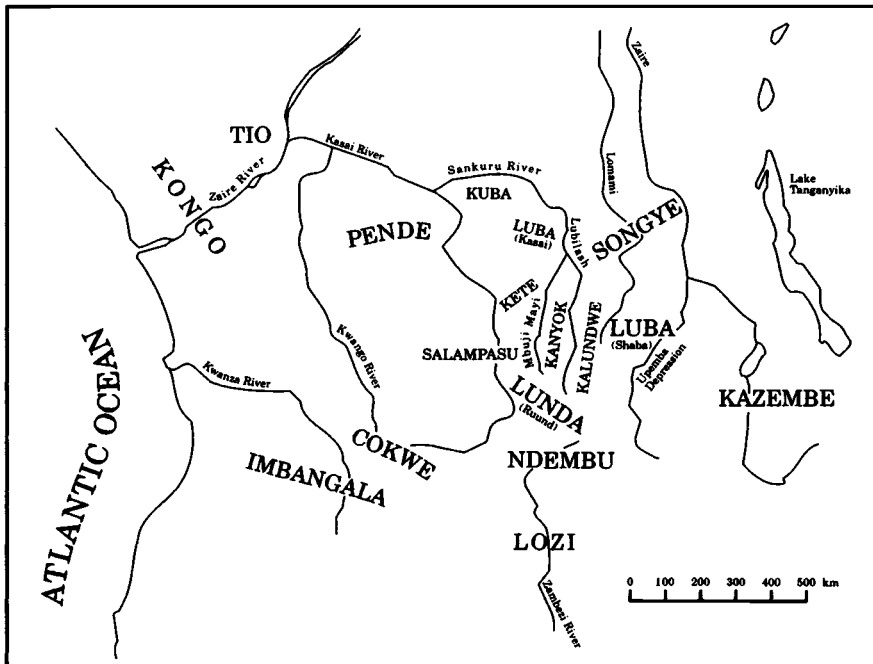 Zaire
TIO
Kasai River
KONGO
Zaire River
Sankuru River
Lomami
Lake
Tanganyika
KUBA
PENDE
LUBA
(Kasai)
Lubilash
SONGYE
KETE
Mbuji Mayi
KANYOK
KALUNDWE
LUBA
(Shaba)
Upemba
Depression
SALAMPASU
Kwango River
ATLANTIC OCEAN
Kwanza River
LUNDA
(Ruund)
KAZEMBE
COKWE
IMBANGALA
NDEMBU
LOZI
Zambezi River
0 100 200 300 400 500 km